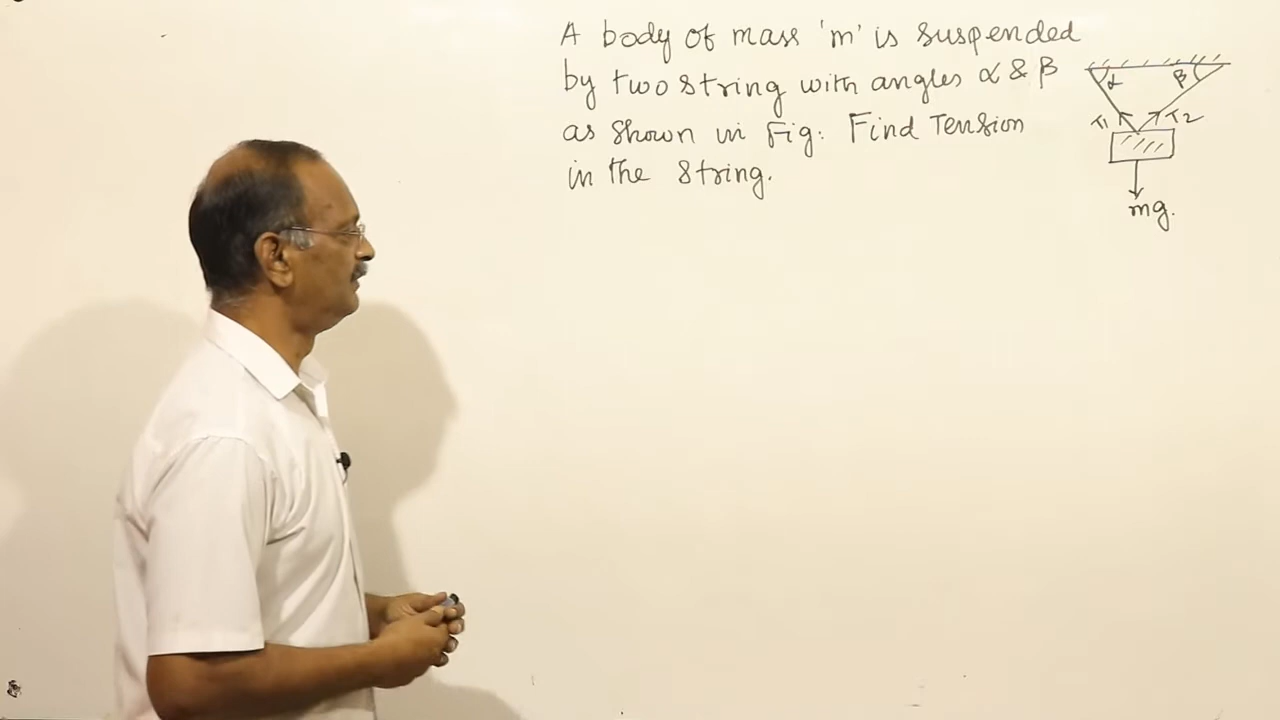 A body of mass 'm' is suspended
by two string with angles α & β
as shown in Fig: Find Tension
in the string.
α β
T1 T2
mg.